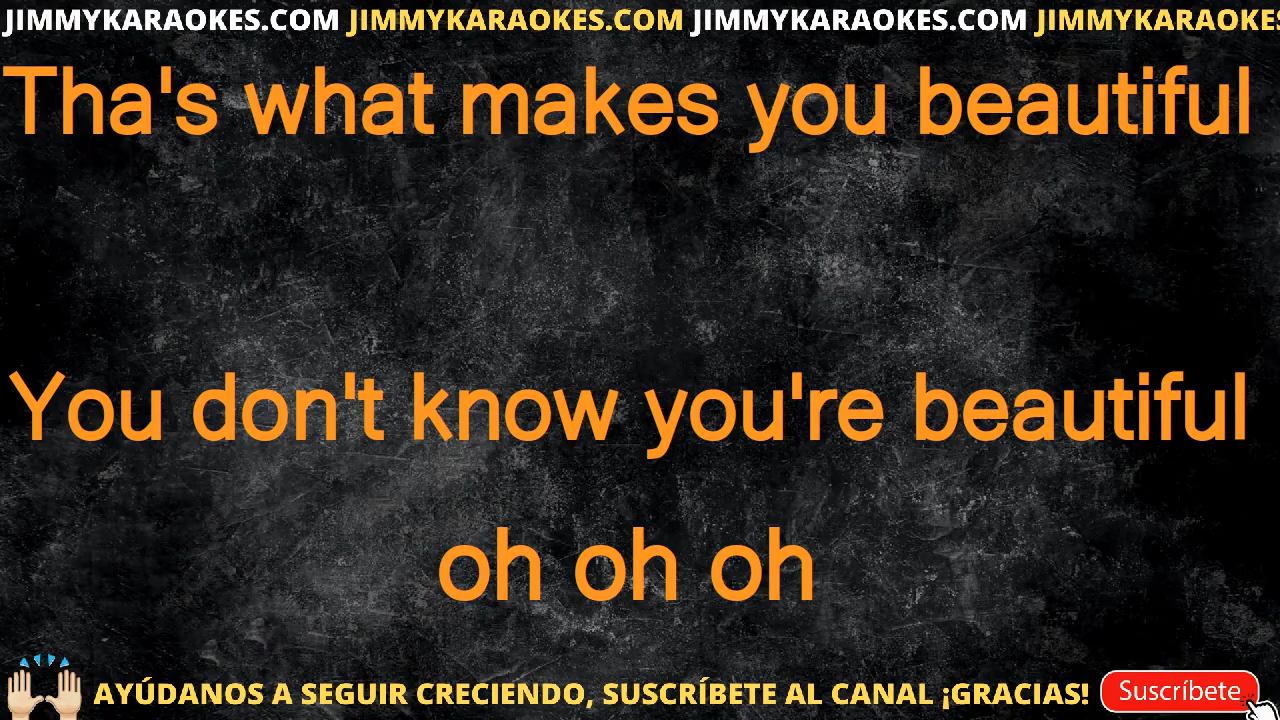 JIMMYKARAOKES.COM JIMMYKARAOKES.COM JIMMYKARAOKES.COM JIMMYKARAOKES
Tha's what makes you beautiful
You don't know you're beautiful
oh oh oh
AYÚDANOS A SEGUIR CRECIENDO, SUSCRÍBETE AL CANAL ¡GRACIAS! Suscríbete